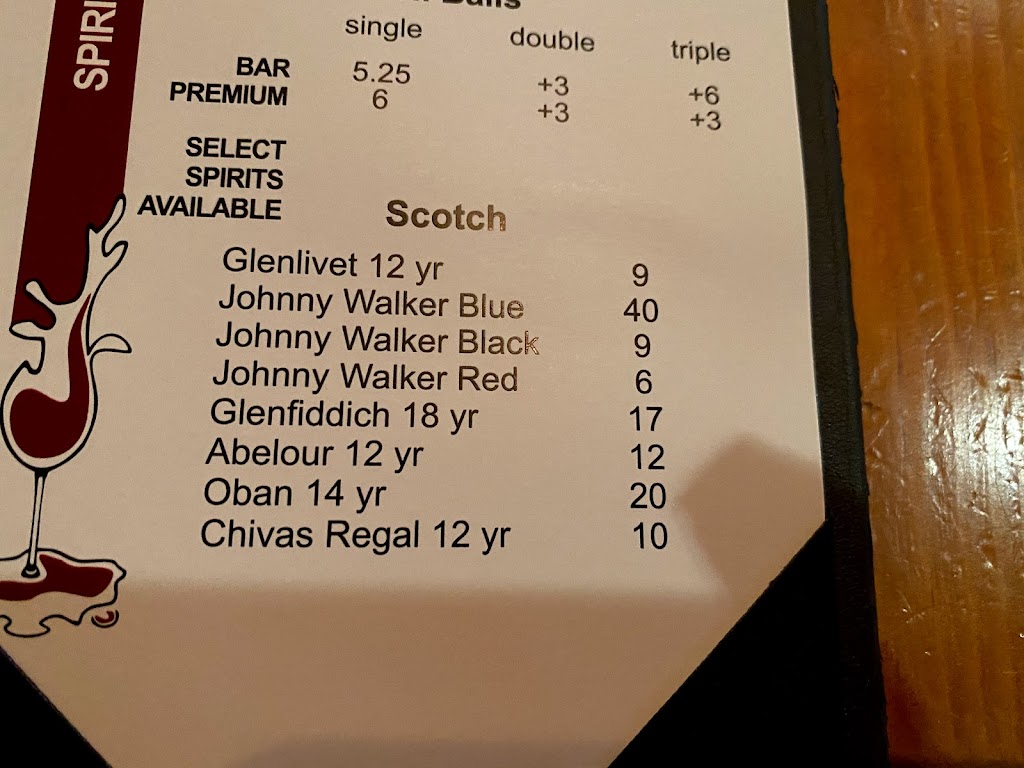 SPIRI
Balls
single double triple
BAR 5.25 +3 +6
PREMIUM 6 +3 +3
SELECT
SPIRITS
AVAILABLE
Scotch
Glenlivet 12 yr 9
Johnny Walker Blue 40
Johnny Walker Black 9
Johnny Walker Red 6
Glenfiddich 18 yr 17
Abelour 12 yr 12
Oban 14 yr 20
Chivas Regal 12 yr 10